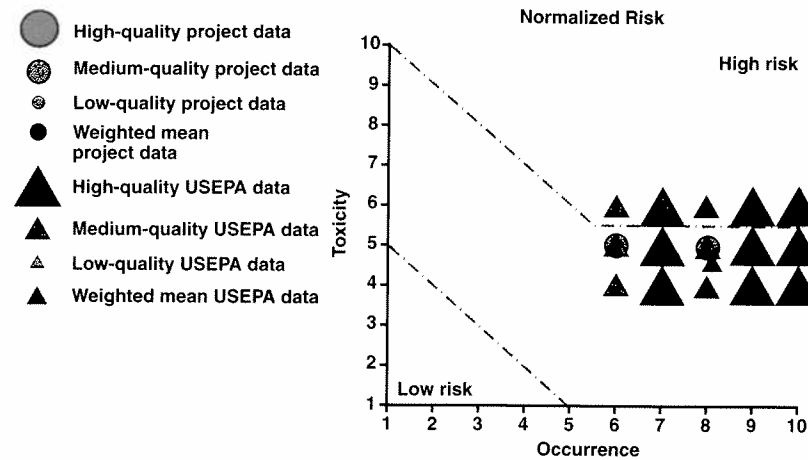 Normalized Risk
High-quality project data
Medium-quality project data
Low-quality project data
Weighted mean
project data
High-quality USEPA data
Medium-quality USEPA data
Low-quality USEPA data
Weighted mean USEPA data
High risk
Low risk
Toxicity
10
9
8
7
6
5
4
3
2
1
1 2 3 4 5 6 7 8 9 10
Occurrence